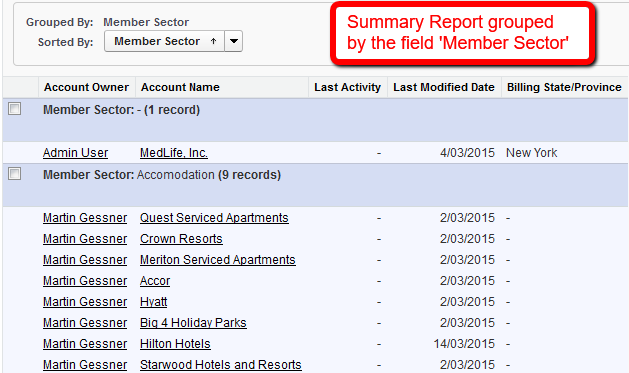 Grouped By: Member Sector
Sorted By: Member Sector ↑
Summary Report grouped
by the field 'Member Sector'
Account Owner Account Name Last Activity Last Modified Date Billing State/Province
Member Sector: - (1 record)
Admin User MedLife, Inc. - 4/03/2015 New York
Member Sector: Accomodation (9 records)
Martin Gessner Quest Serviced Apartments - 2/03/2015 -
Martin Gessner Crown Resorts - 2/03/2015 -
Martin Gessner Meriton Serviced Apartments - 2/03/2015 -
Martin Gessner Accor - 2/03/2015 -
Martin Gessner Hyatt - 2/03/2015 -
Martin Gessner Big 4 Holiday Parks - 2/03/2015 -
Martin Gessner Hilton Hotels - 14/03/2015 -
Martin Gessner Starwood Hotels and Resorts - 2/03/2015 -